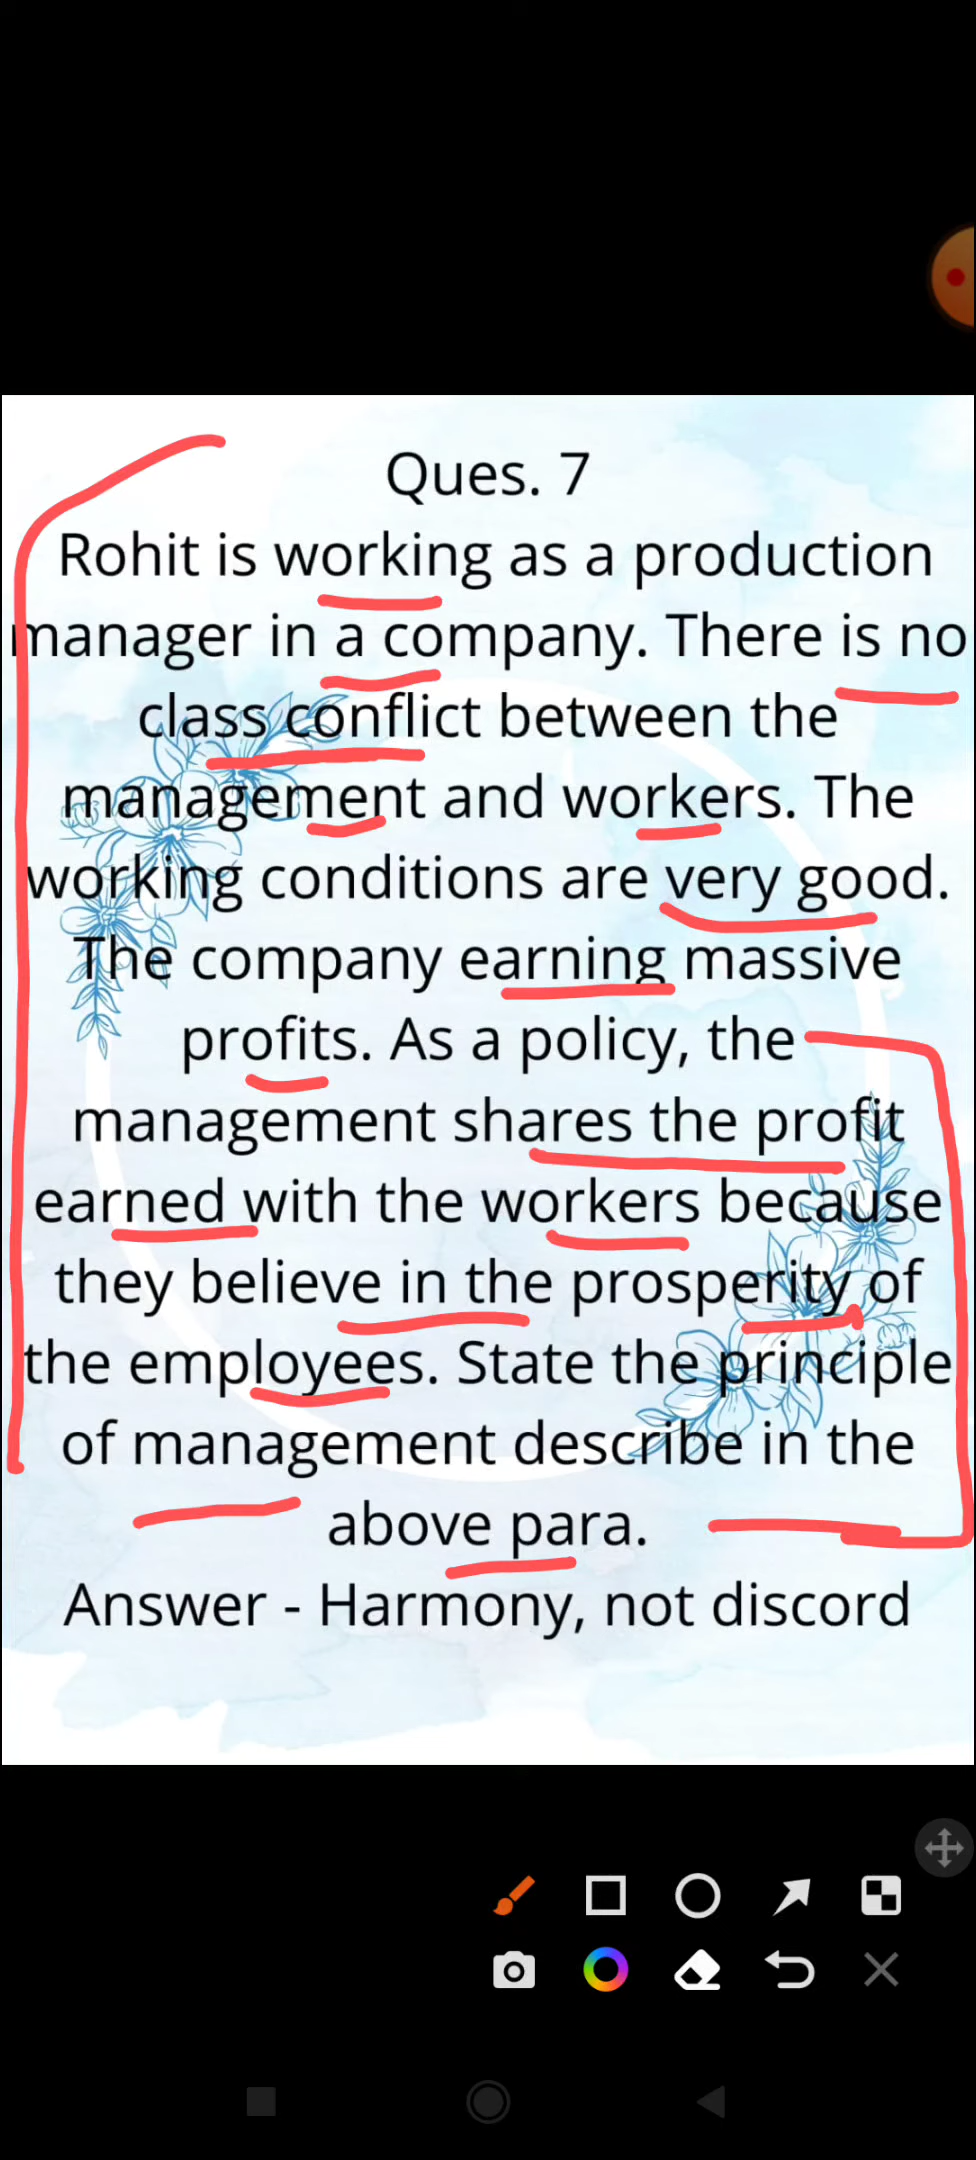 Ques. 7
Rohit is working as a production
manager in a company. There is no
class conflict between the
management and workers. The
working conditions are very good.
The company earning massive
profits. As a policy, the
management shares the profit
earned with the workers because
they believe in the prosperity of
the employees. State the principle
of management describe in the
above para.
Answer - Harmony, not discord